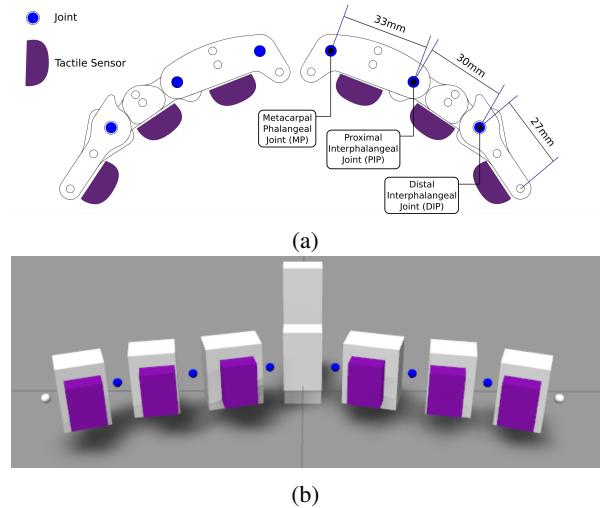 Joint
Tactile Sensor
33mm
30mm
27mm
Metacarpal
Phalangeal
Joint (MP)
Proximal
Interphalangeal
Joint (PIP)
Distal
Interphalangeal
Joint (DIP)
(a)
(b)